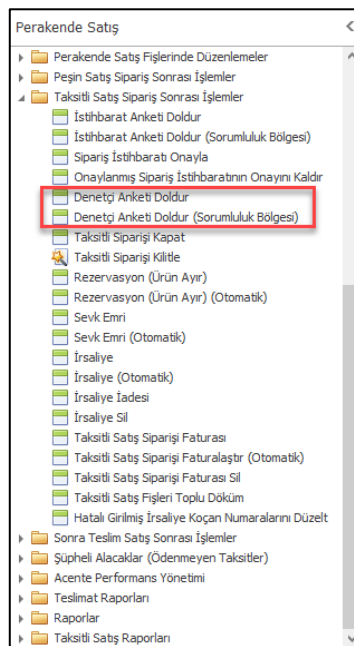 Perakende Satış
Perakende Satış Fişlerinde Düzenlemeler
Peşin Satış Sipariş Sonrası İşlemler
Taksitli Satış Sipariş Sonrası İşlemler
İstihbarat Anketi Doldur
İstihbarat Anketi Doldur (Sorumluluk Bölgesi)
Sipariş İstihbaratı Onayla
Onaylanmış Sipariş İstihbaratının Onayını Kaldır
Denetçi Anketi Doldur
Denetçi Anketi Doldur (Sorumluluk Bölgesi)
Taksitli Siparişi Kapat
Taksitli Siparişi Kilitle
Rezervasyon (Ürün Ayır)
Rezervasyon (Ürün Ayır) (Otomatik)
Sevk Emri
Sevk Emri (Otomatik)
İrsaliye
İrsaliye (Otomatik)
İrsaliye İadesi
İrsaliye Sil
Taksitli Satış Siparişi Faturası
Taksitli Satış Siparişi Faturalaştır (Otomatik)
Taksitli Satış Siparişi Faturası Sil
Taksitli Satış Fişleri Toplu Döküm
Hatalı Girilmiş İrsaliye Koçan Numaralarını Düzelt
Sonra Teslim Satış Sonrası İşlemler
Şüpheli Alacaklar (Ödenmeyen Taksitler)
Acente Performans Yönetimi
Teslimat Raporları
Raporlar
Taksitli Satış Raporları